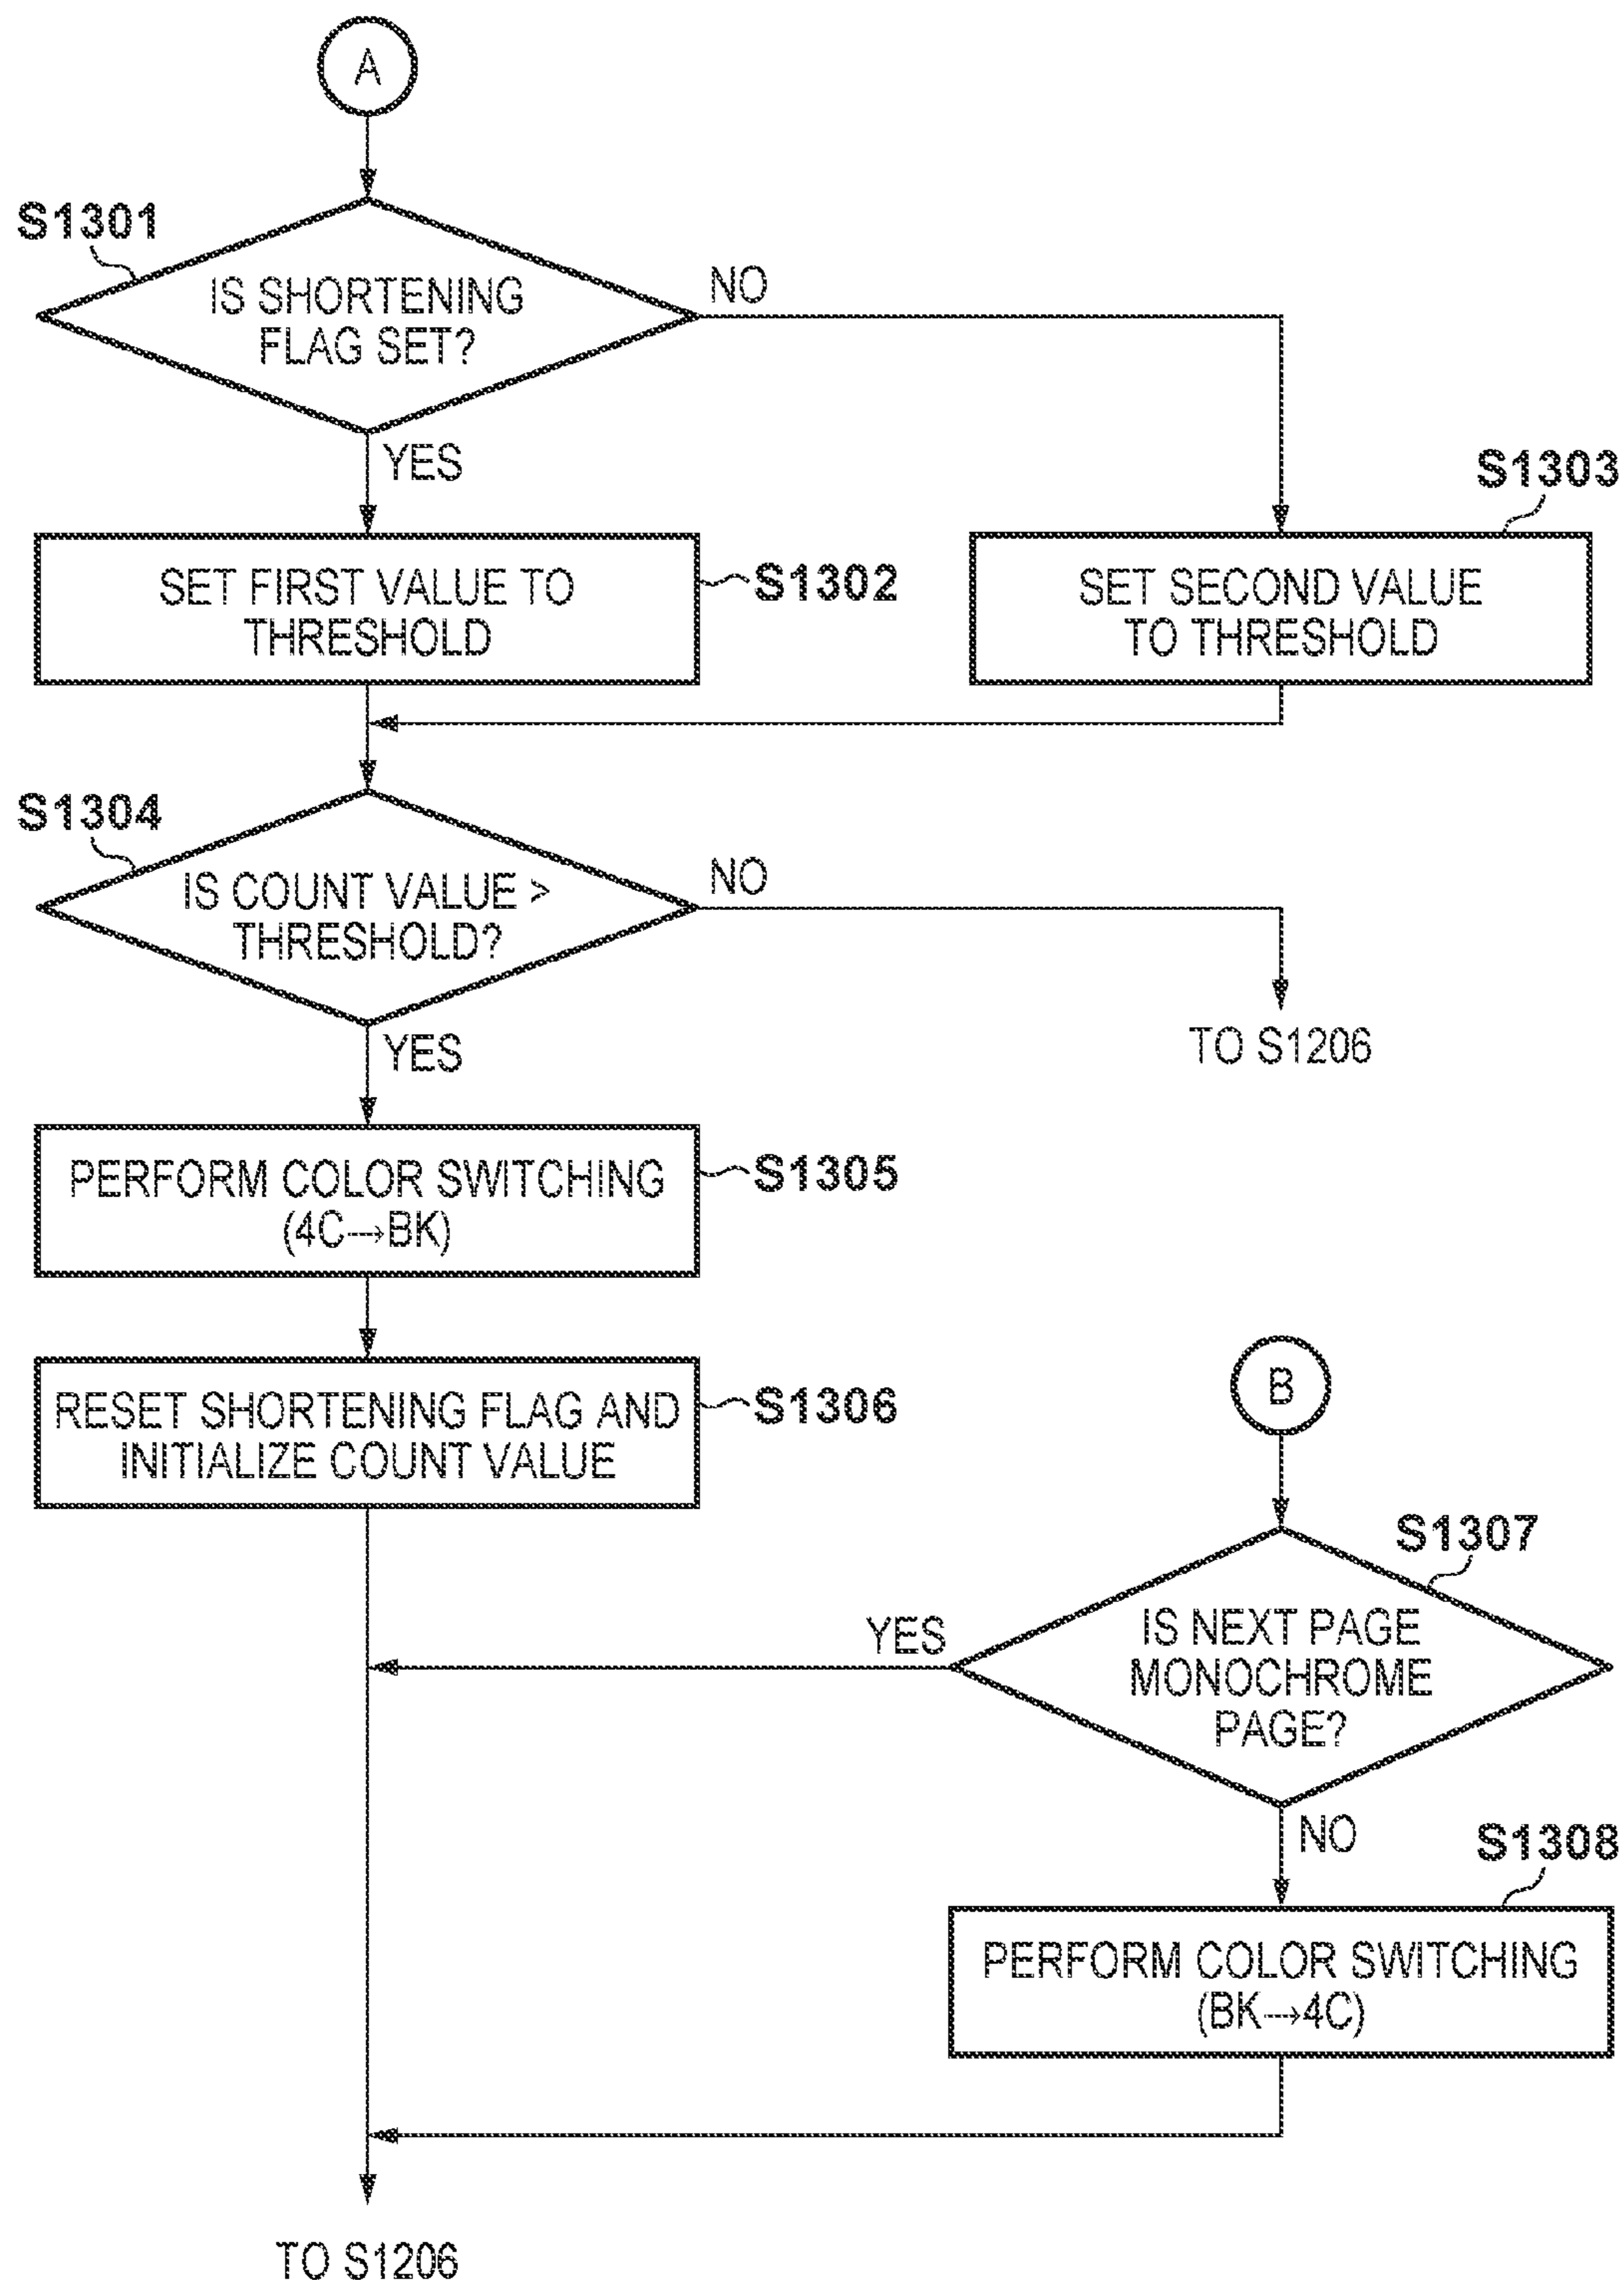 A
S1301
IS SHORTENING
FLAG SET?
NO
YES
S1303
SET FIRST VALUE TO
THRESHOLD
S1302
SET SECOND VALUE
TO THRESHOLD
S1304
IS COUNT VALUE >
THRESHOLD?
NO
YES
TO S1206
PERFORM COLOR SWITCHING
(4C→BK)
S1305
RESET SHORTENING FLAG AND
INITIALIZE COUNT VALUE
S1306
B
S1307
IS NEXT PAGE
MONOCHROME
PAGE?
YES
NO
S1308
PERFORM COLOR SWITCHING
(BK→4C)
TO S1206